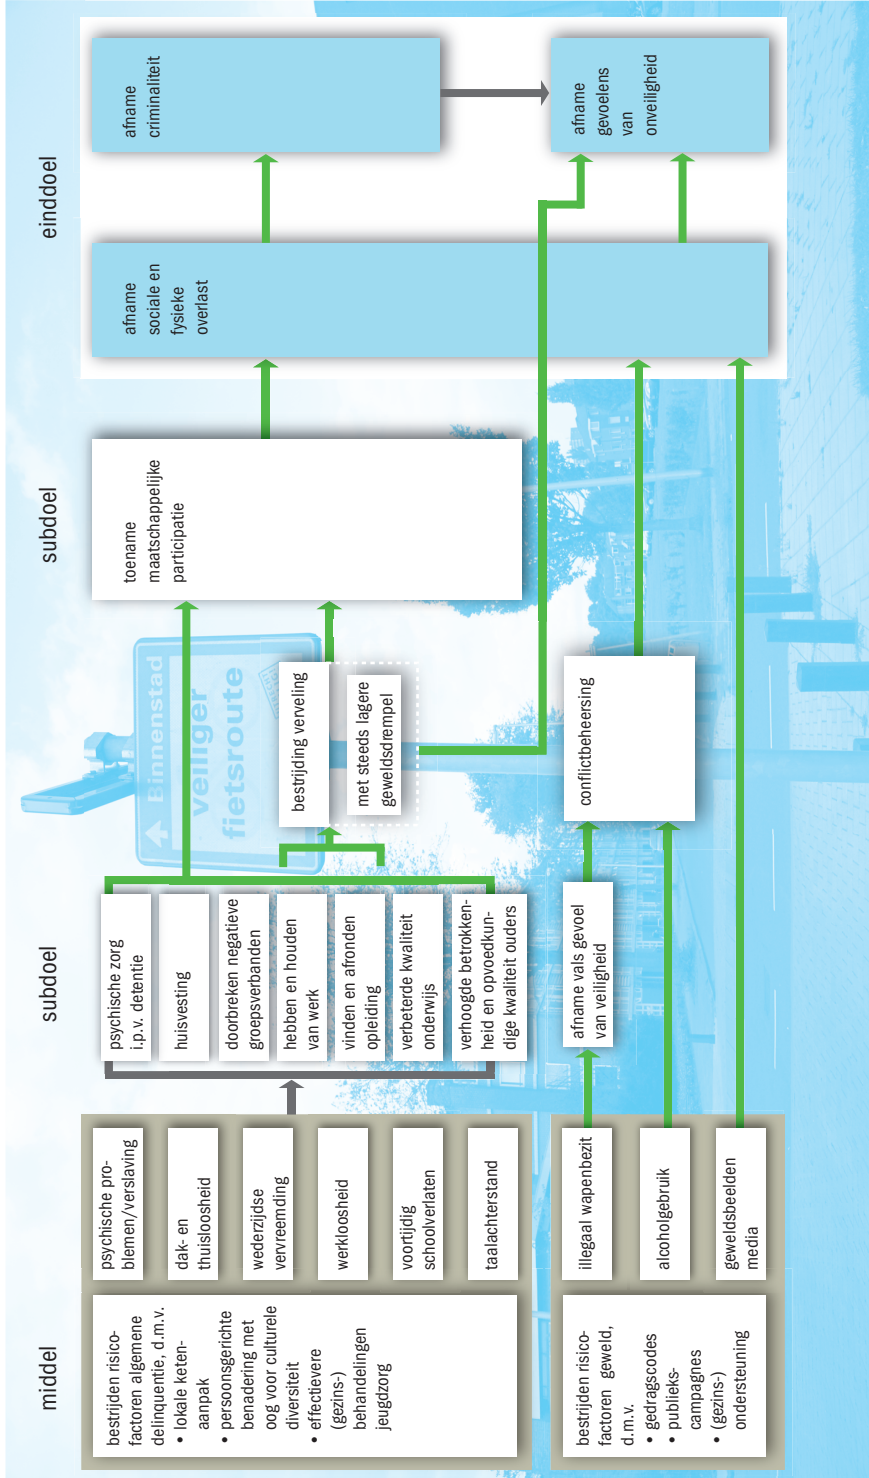 middel
subdoel
subdoel
einddoel
bestrijden risico-
factoren algemene
delinquentie, d.m.v.
• lokale keten-
aanpak
• persoonsgerichte
benadering met
oog voor culturele
diversiteit
• effectievere
(gezins-)
behandelingen
jeugdzorg
psychische pro-
blemen/verslaving
dak- en
thuisloosheid
wederzijdse
vervreemding
werkloosheid
voortijdig
schoolverlaten
taalachterstand
psychische zorg
i.p.v. detentie
huisvesting
doorbreken negatieve
groepsverbanden
hebben en houden
van werk
vinden en afronden
opleiding
verbeterde kwaliteit
onderwijs
verhoogde betrokken-
heid en opvoedkun-
dige kwaliteit ouders
bestrijding verveling
met steeds lagere
geweldsdrempel
toename
maatschappelijke
participatie
afname
sociale en
fysieke
overlast
afname
criminaliteit
afname
gevoelens
van
onveiligheid
bestrijden risico-
factoren geweld,
d.m.v.
• gedragscodes
• publieks-
campagnes
• (gezins-)
ondersteuning
illegaal wapenbezit
alcoholgebruik
geweldsbeelden
media
afname vals gevoel
van veiligheid
conflictbeheersing
Binnenstad
veiliger
fietsroute